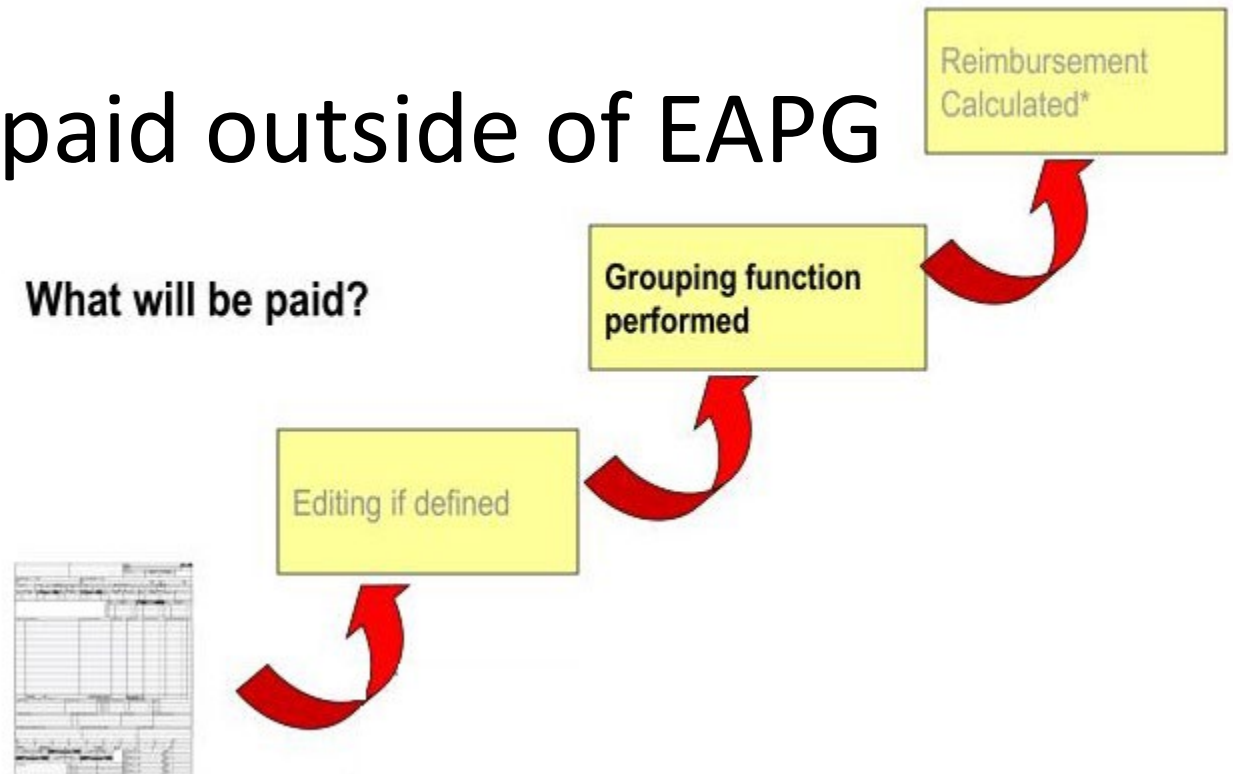 paid outside of EAPG
Reimbursement
Calculated*
What will be paid?
Grouping function
performed
Editing if defined